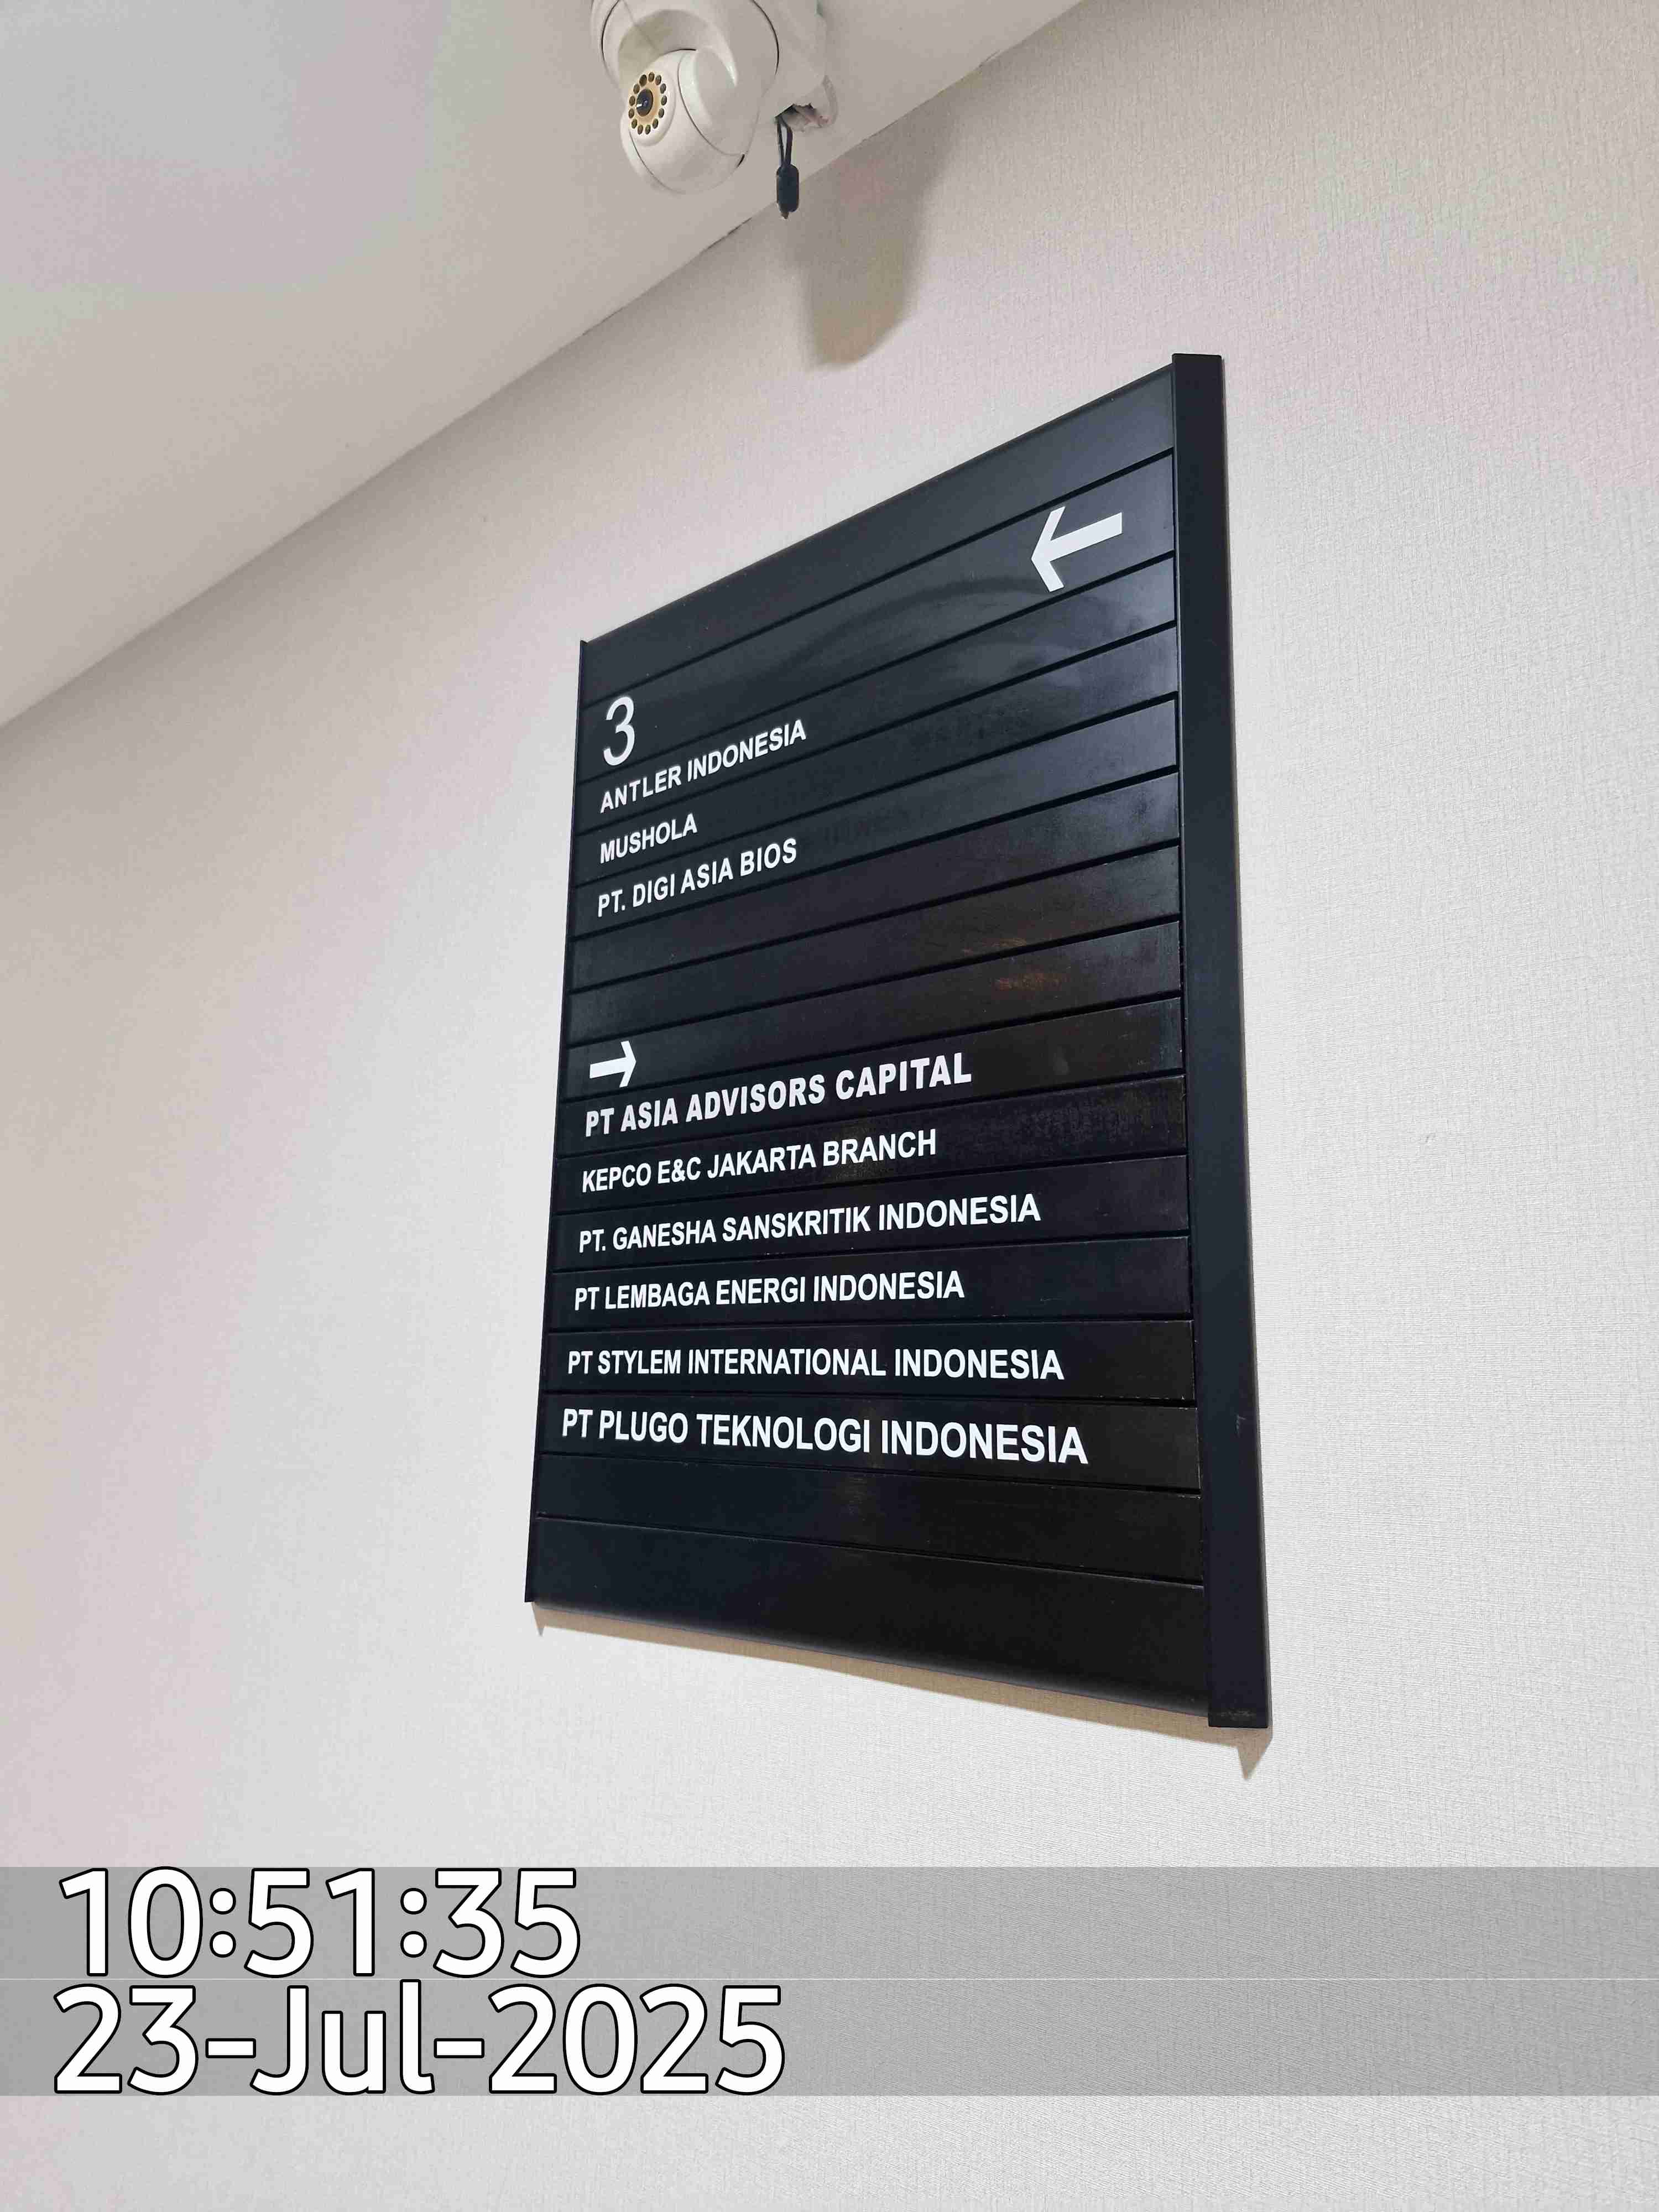 ←
3
ANTLER INDONESIA
MUSHOLA
PT. DIGI ASIA BIOS
→
PT ASIA ADVISORS CAPITAL
KEPCO E&C JAKARTA BRANCH
PT. GANESHA SANSKRITIK INDONESIA
PT LEMBAGA ENERGI INDONESIA
PT STYLEM INTERNATIONAL INDONESIA
PT PLUGO TEKNOLOGI INDONESIA
10:51:35
23-Jul-2025